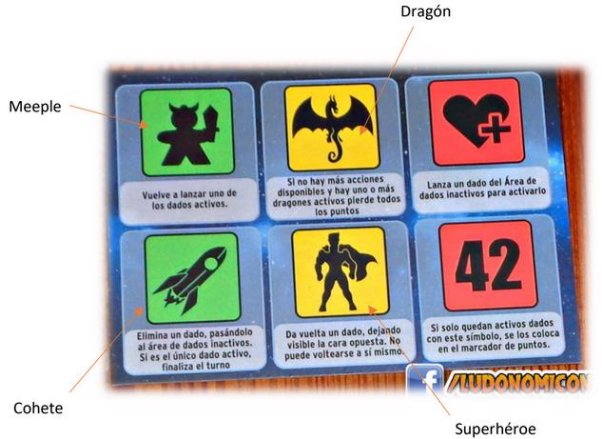 Dragón
Meeple
Vuelve a lanzar uno de
los dados activos.
Si no hay más acciones
disponibles y hay uno o más
dragones activos pierde todos
los puntos
Lanza un dado del Área de
dados inactivos para activarlo
42
Elimina un dado, pasándolo
al área de dados inactivos.
Si es el único dado activo,
finaliza el turno
Da vuelta un dado, dejando
visible la cara opuesta. No
puede voltearse a sí mismo.
Si solo quedan activos dados
con este símbolo, se los coloca
en el marcador de puntos.
f /LUDONOMICON
Cohete
Superhéroe